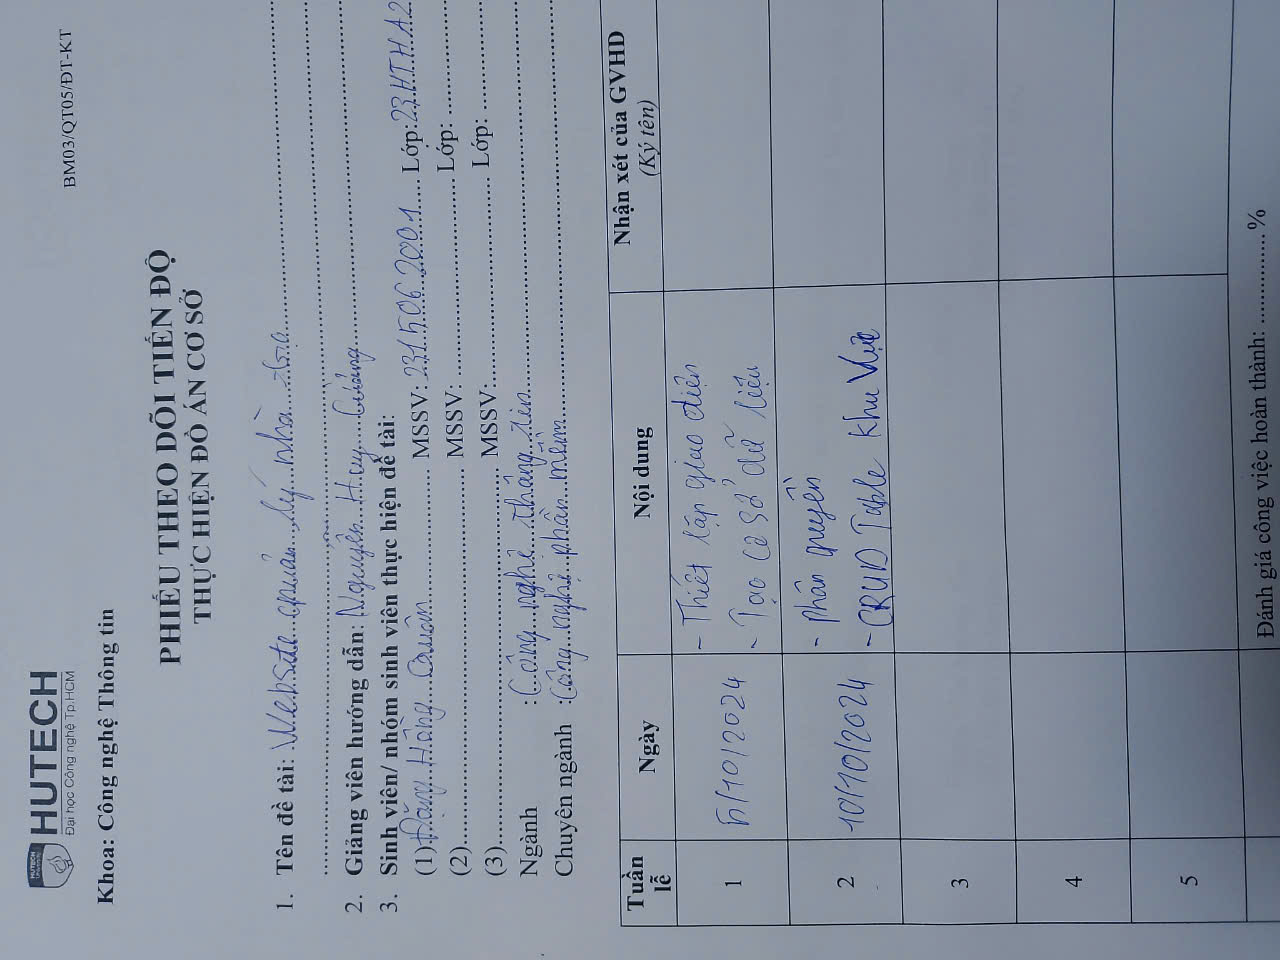 HUTECH
Đại học Công nghệ Tp.HCM
BM03/QT05/ĐT-KT
Khoa: Công nghệ Thông tin
PHIẾU THEO DÕI TIẾN ĐỘ
THỰC HIỆN ĐỒ ÁN CƠ SỞ
1. Tên đề tài: Website quản lý nhà trọ
2. Giảng viên hướng dẫn: Nguyễn Huy Cường
3. Sinh viên/ nhóm sinh viên thực hiện đề tài:
(1) Đặng Hồng Quân MSSV: 2315062001 Lớp: 23HTHA2
(2) MSSV: Lớp:
(3) MSSV: Lớp:
Ngành : Công nghệ thông tin
Chuyên ngành : Công nghệ phần mềm
Tuần lễ Ngày Nội dung Nhận xét của GVHD (Ký tên)
1 5/10/2024 - Thiết lập giao diện
- Tạo cơ sở dữ liệu
2 10/10/2024 - phân quyền
- CRUD Table khu vực
3
4
5
Đánh giá công việc hoàn thành: .............. %